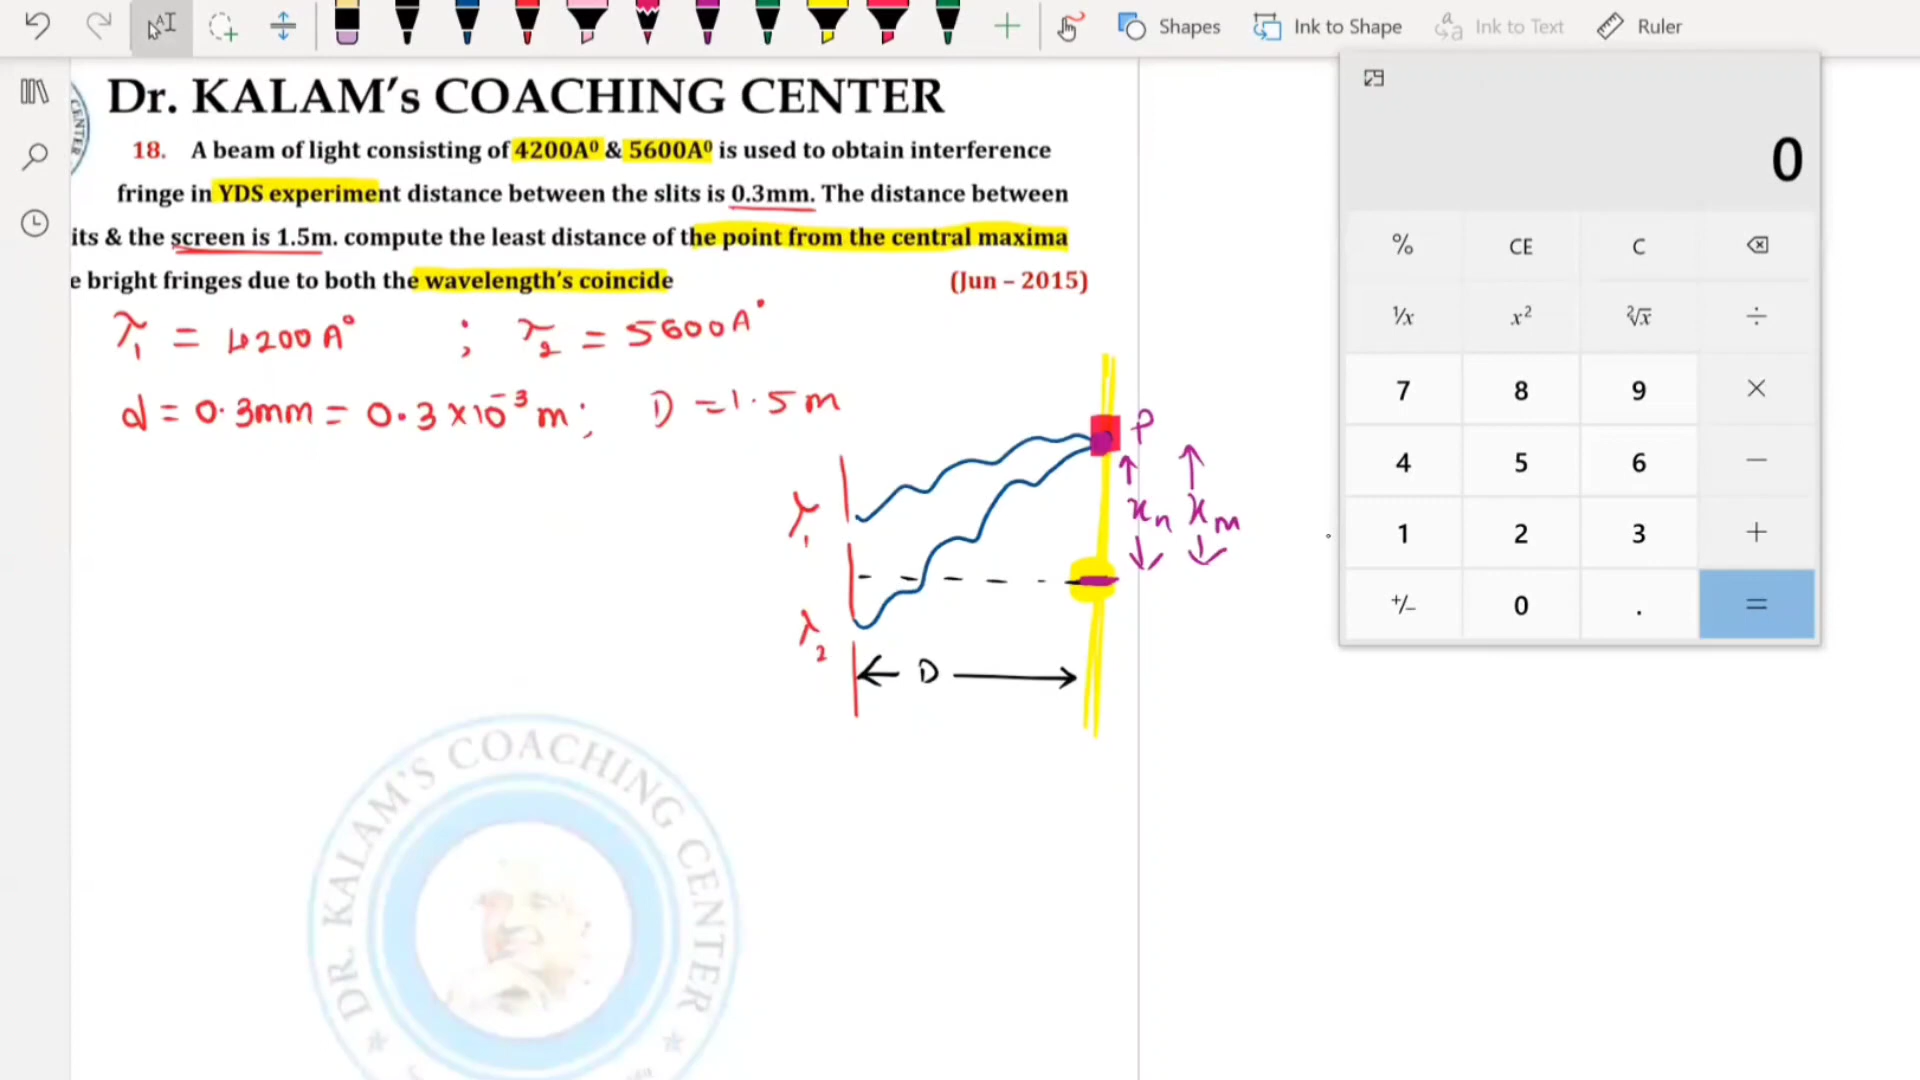 Shapes Ink to Shape Ink to Text Ruler
Dr. KALAM's COACHING CENTER
18. A beam of light consisting of 4200A⁰ & 5600A⁰ is used to obtain interference
fringe in YDS experiment distance between the slits is 0.3mm. The distance between
its & the screen is 1.5m. compute the least distance of the point from the central maxima
e bright fringes due to both the wavelength's coincide (Jun – 2015)
λ₁ = 4200A° ; λ₂ = 5600A°
d = 0.3mm = 0.3 × 10⁻³ m; D = 1.5 m
P
λ₁
xₙ xₘ
λ₂
D
CENTER
DR. KALAM'S COACHING CENTER
0
% CE C
¹/x x² ²√x ÷
7 8 9 ×
4 5 6 −
1 2 3 +
+/− 0 . =